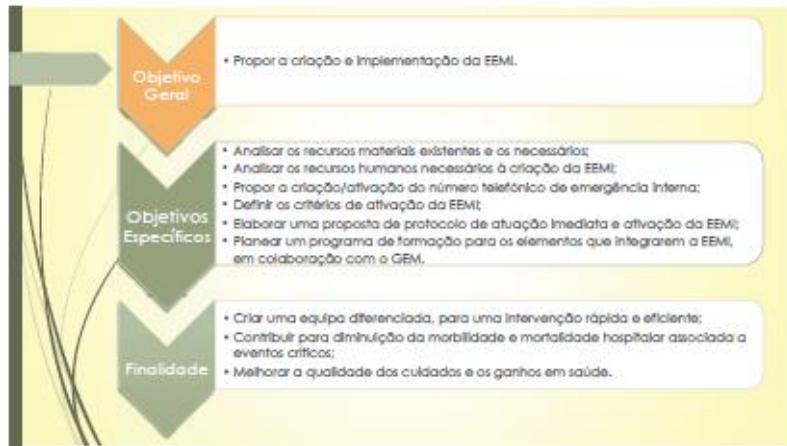 Objetivo
Geral
• Propor a criação e implementação da EEMI.
Objetivos
Específicos
• Analisar os recursos materiais existentes e os necessários;
• Analisar os recursos humanos necessários à criação da EEMI;
• Propor a criação/ativação do número telefónico de emergência interna;
• Definir os critérios de ativação da EEMI;
• Elaborar uma proposta de protocolo de atuação imediata e ativação da EEMI;
• Planear um programa de formação para os elementos que integrarem a EEMI,
em colaboração com o GEM.
Finalidade
• Criar uma equipa diferenciada, para uma intervenção rápida e eficiente;
• Contribuir para diminuição da morbilidade e mortalidade hospitalar associada a
eventos críticos;
• Melhorar a qualidade dos cuidados e os ganhos em saúde.